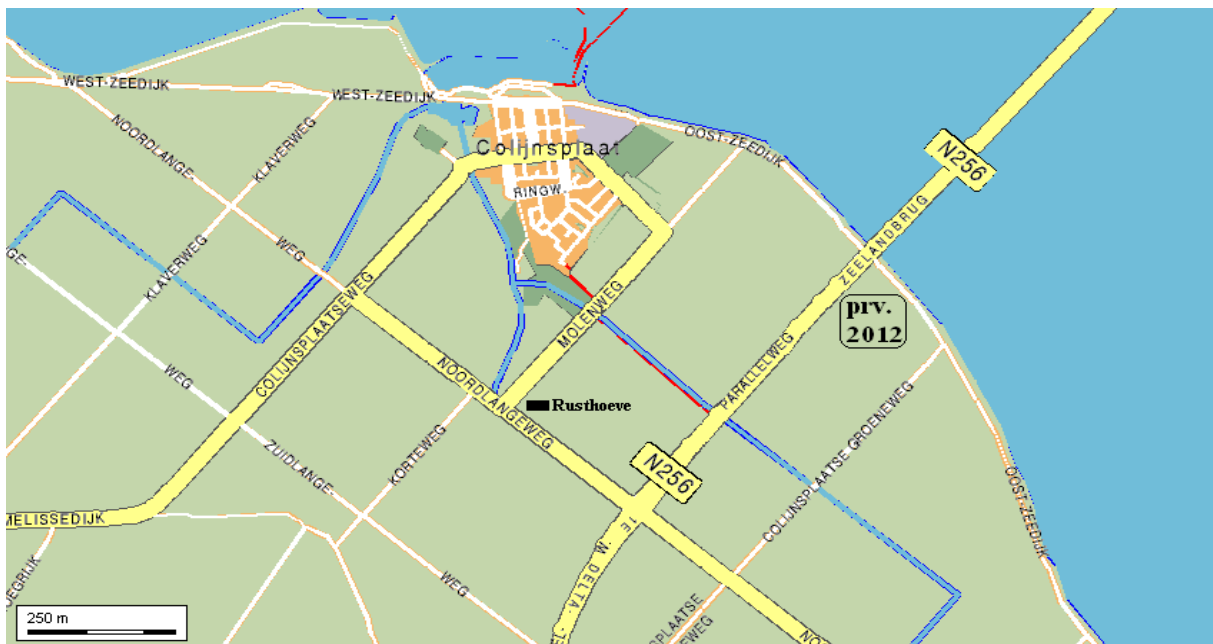 WEST-ZEEDIJK
WEST-ZEEDIJK
NOORDLANGE-
KLAVERWEG
OOST-ZEEDIJK
Colijnsplaat
N256
RINGW.
ZEELANDBRUG
KLAVERWEG
WEG
COLIJNSPLAATSEWEG
MOLENWEG
prv.
2012
PARALLELWEG
NOORDLANGEWEG
WEG
Rusthoeve
COLIJNSPLAATSE GROENEWEG
KORTEWEG
ZUIDLANGE-
N256
OOST-ZEEDIJK
MELISSEDIJK
WEG
W. DELTA-
250 m